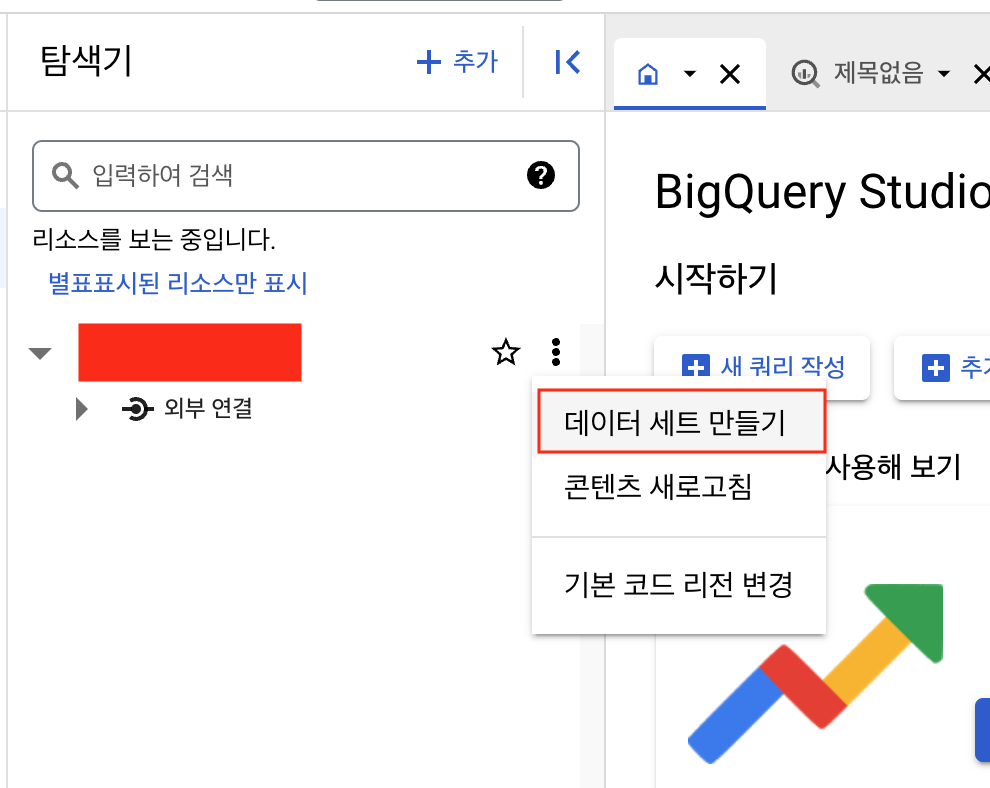 탐색기
추가
제목없음
입력하여 검색
리소스를 보는 중입니다.
별표표시된 리소스만 표시
외부 연결
데이터 세트 만들기
콘텐츠 새로고침
기본 코드 리전 변경
BigQuery Studio
시작하기
새 쿼리 작성
사용해 보기